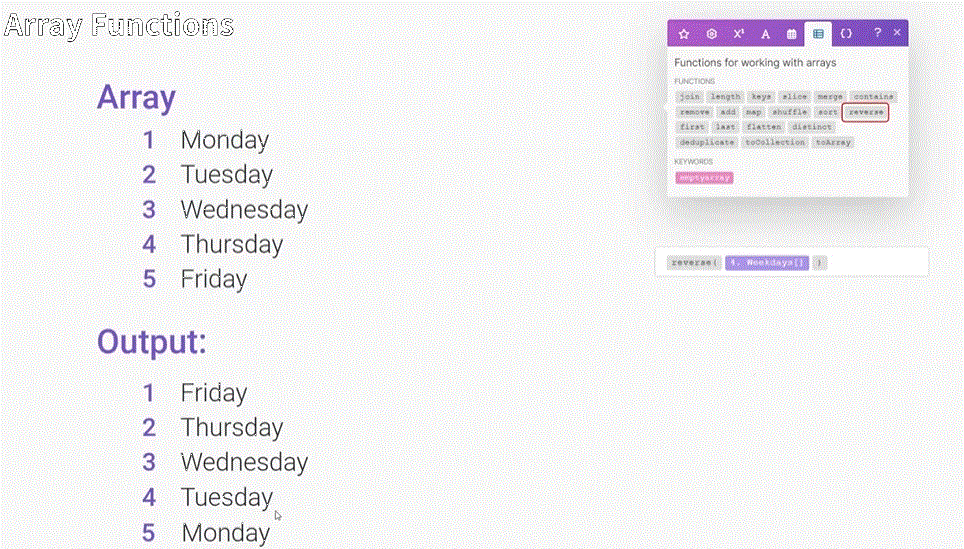 Array Functions
Array
1 Monday
2 Tuesday
3 Wednesday
4 Thursday
5 Friday
Output:
1 Friday
2 Thursday
3 Wednesday
4 Tuesday
5 Monday
X¹ A {} ? ×
Functions for working with arrays
FUNCTIONS
join length keys slice merge contains
remove add map shuffle sort reverse
first last flatten distinct
deduplicate toCollection toArray
KEYWORDS
emptyarray
reverse( 4. Weekdays[] )